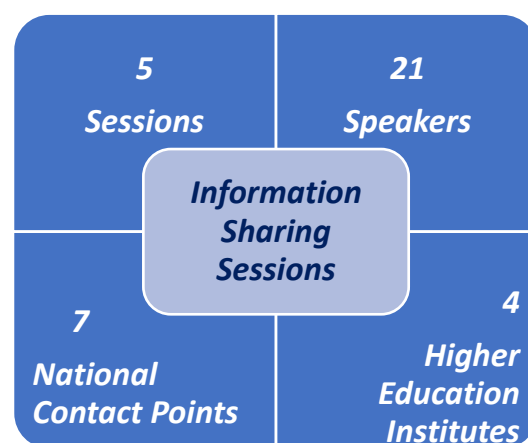 5
Sessions
21
Speakers
Information
Sharing
Sessions
7
National
Contact Points
4
Higher
Education
Institutes